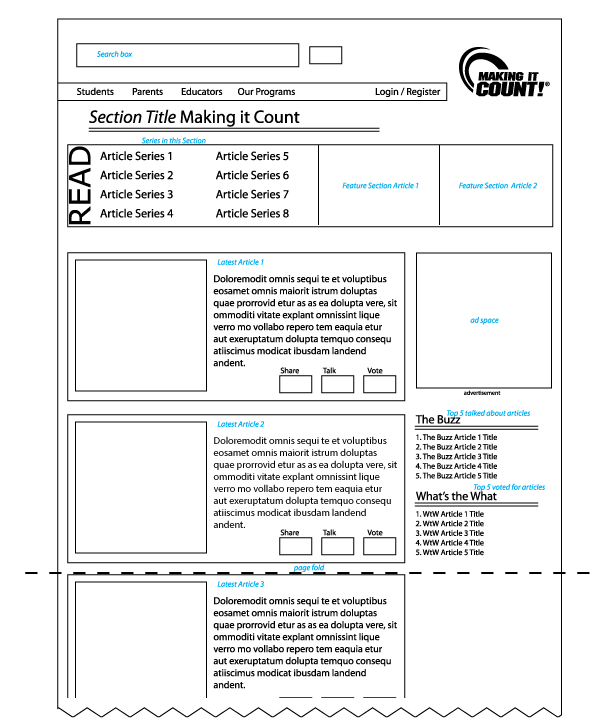 Search box
MAKING IT
COUNT!®
Students Parents Educators Our Programs Login / Register
Section Title Making it Count
Series in this Section
READ
Article Series 1
Article Series 2
Article Series 3
Article Series 4
Article Series 5
Article Series 6
Article Series 7
Article Series 8
Feature Section Article 1
Feature Section Article 2
Latest Article 1
Doloremodit omnis sequi te et voluptibus
eosamet omnis maiorit istrum doluptas
quae prorrovid etur as as ea dolupta vere, sit
ommoditi vitate explant omnissint lique
verro mo vollabo repero tem eaquia etur
aut exeruptatum dolupta temquo consequ
atiiscimus modicat ibusdam landend
andent.
Share Talk Vote
ad space
advertisement
Latest Article 2
Doloremodit omnis sequi te et voluptibus
eosamet omnis maiorit istrum doluptas
quae prorrovid etur as as ea dolupta vere, sit
ommoditi vitate explant omnissint lique
verro mo vollabo repero tem eaquia etur
aut exeruptatum dolupta temquo consequ
atiiscimus modicat ibusdam landend
andent.
Share Talk Vote
Top 5 talked about articles
The Buzz
1. The Buzz Article 1 Title
2. The Buzz Article 2 Title
3. The Buzz Article 3 Title
4. The Buzz Article 4 Title
5. The Buzz Article 5 Title
Top 5 voted for articles
What's the What
1. WtW Article 1 Title
2. WtW Article 2 Title
3. WtW Article 3 Title
4. WtW Article 4 Title
5. WtW Article 5 Title
page fold
Latest Article 3
Doloremodit omnis sequi te et voluptibus
eosamet omnis maiorit istrum doluptas
quae prorrovid etur as as ea dolupta vere, sit
ommoditi vitate explant omnissint lique
verro mo vollabo repero tem eaquia etur
aut exeruptatum dolupta temquo consequ
atiiscimus modicat ibusdam landend
andent.